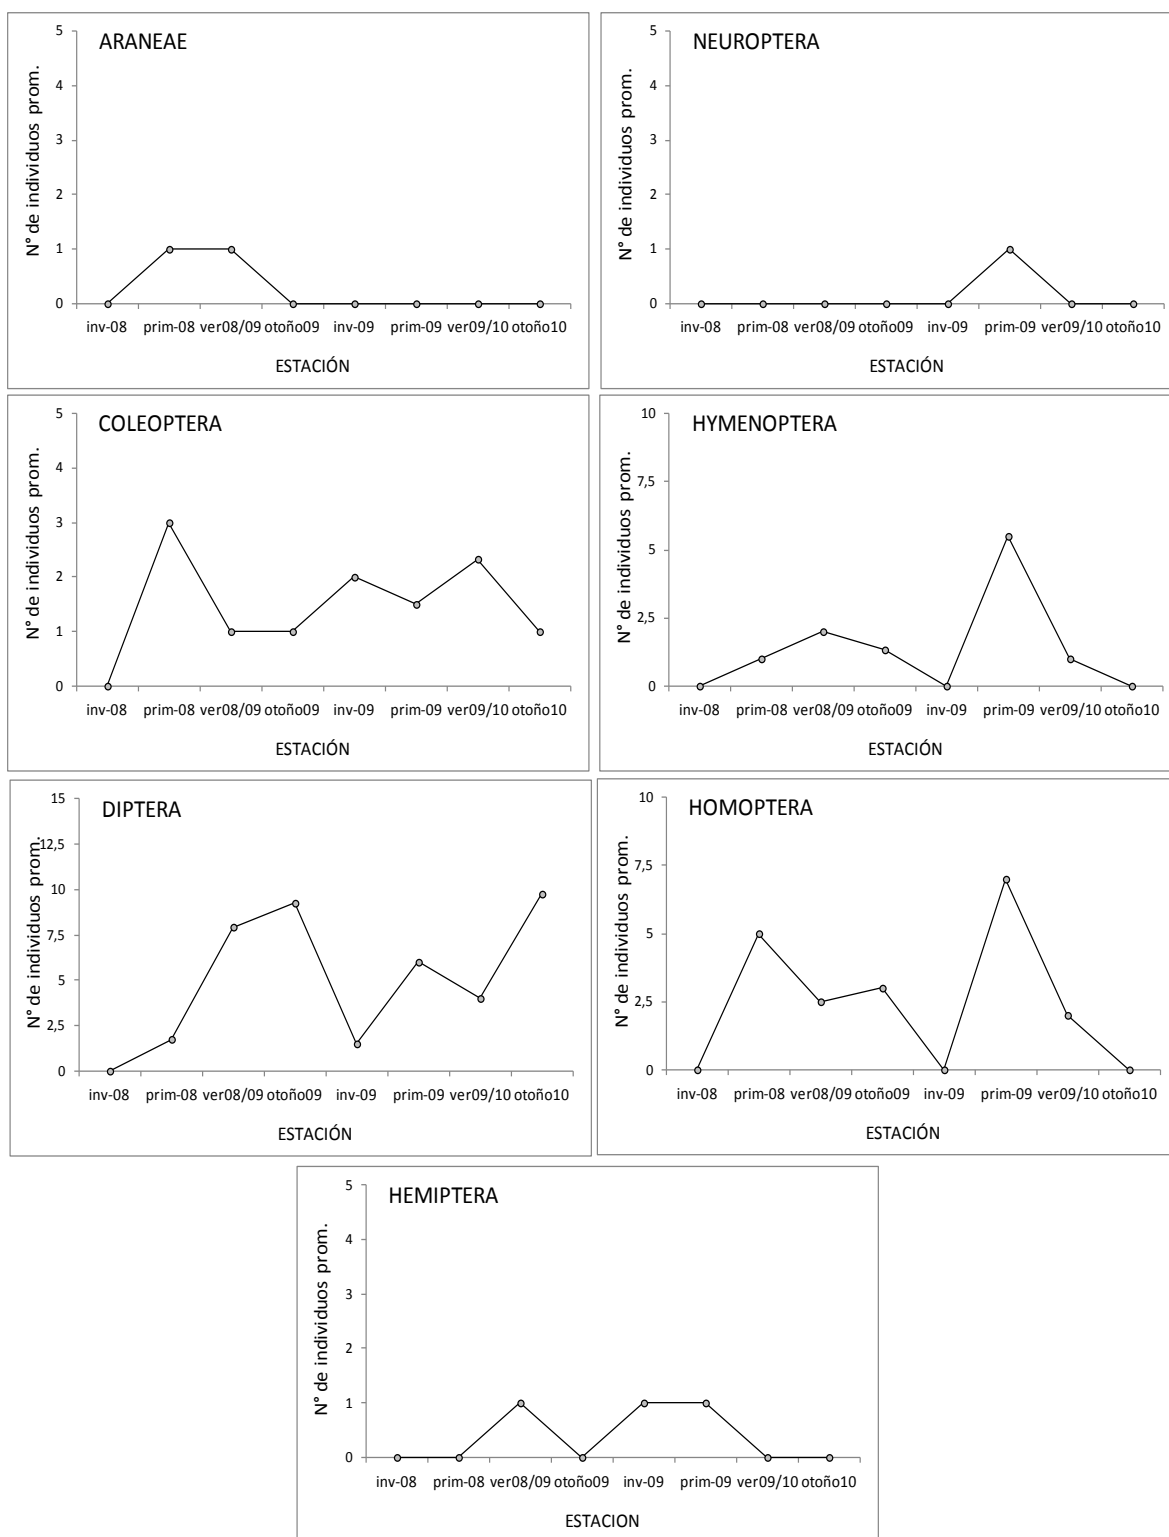 ARANEAE
N° de individuos prom.
5
4
3
2
1
0
inv-08 prim-08 ver08/09 otoño09 inv-09 prim-09 ver09/10 otoño10
ESTACIÓN
NEUROPTERA
N° de individuos prom.
5
4
3
2
1
0
inv-08 prim-08 ver08/09 otoño09 inv-09 prim-09 ver09/10 otoño10
ESTACIÓN
COLEOPTERA
N° de individuos prom.
5
4
3
2
1
0
inv-08 prim-08 ver08/09 otoño09 inv-09 prim-09 ver09/10 otoño10
ESTACIÓN
HYMENOPTERA
N° de individuos prom.
10
7,5
5
2,5
0
inv-08 prim-08 ver08/09 otoño09 inv-09 prim-09 ver09/10 otoño10
ESTACIÓN
DIPTERA
N° de individuos prom.
15
12,5
10
7,5
5
2,5
0
inv-08 prim-08 ver08/09 otoño09 inv-09 prim-09 ver09/10 otoño10
ESTACIÓN
HOMOPTERA
N° de individuos prom.
10
7,5
5
2,5
0
inv-08 prim-08 ver08/09 otoño09 inv-09 prim-09 ver09/10 otoño10
ESTACIÓN
HEMIPTERA
N° de individuos prom.
5
4
3
2
1
0
inv-08 prim-08 ver08/09 otoño09 inv-09 prim-09 ver09/10 otoño10
ESTACION